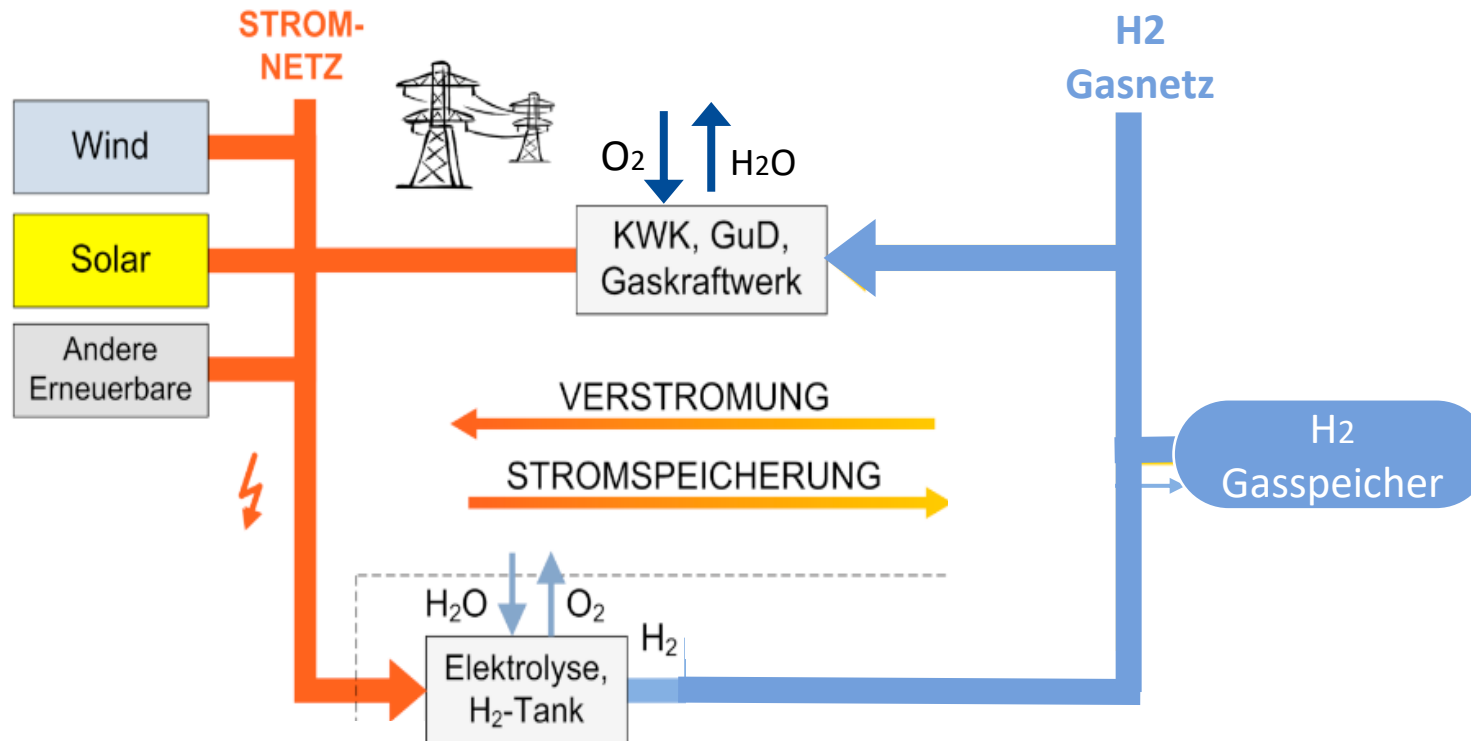 STROM-
NETZ
H2
Gasnetz
Wind
O2
H2O
Solar
KWK, GuD,
Gaskraftwerk
Andere
Erneuerbare
VERSTROMUNG
STROMSPEICHERUNG
H2
Gasspeicher
H₂O
O₂
H₂
Elektrolyse,
H₂-Tank